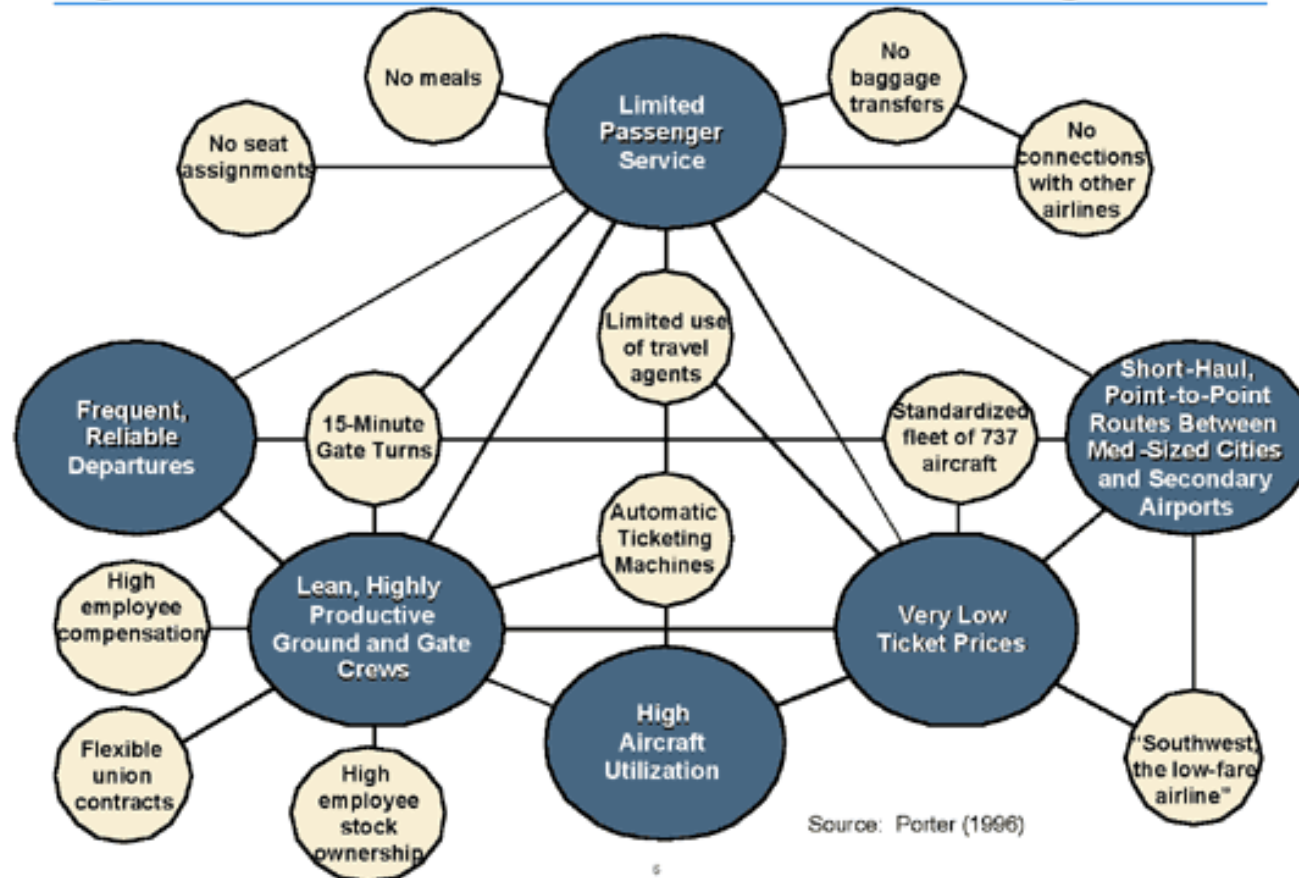 No meals
Limited
Passenger
Service
No
baggage
transfers
No seat
assignments
No
connections
with other
airlines
Limited use
of travel
agents
Frequent,
Reliable
Departures
15-Minute
Gate Turns
Standardized
fleet of 737
aircraft
Short-Haul,
Point-to-Point
Routes Between
Med-Sized Cities
and Secondary
Airports
Automatic
Ticketing
Machines
High
employee
compensation
Lean, Highly
Productive
Ground and Gate
Crews
Very Low
Ticket Prices
High
Aircraft
Utilization
Flexible
union
contracts
High
employee
stock
ownership
"Southwest,
the low-fare
airline"
Source: Porter (1996)